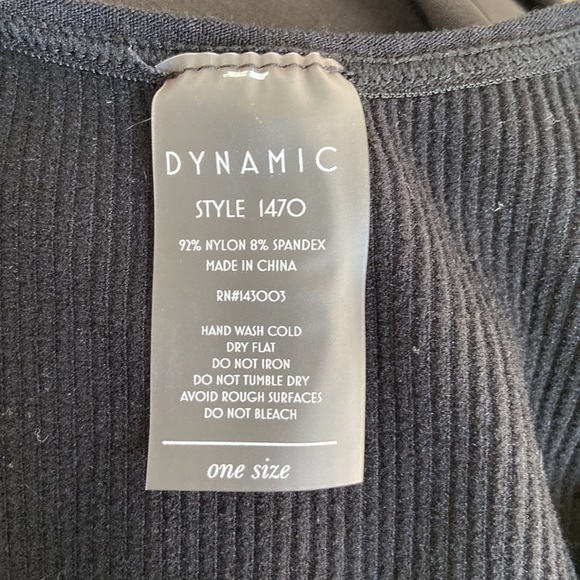 DYNAMIC
STYLE 1470
92% NYLON 8% SPANDEX
MADE IN CHINA
RN#143003
HAND WASH COLD
DRY FLAT
DO NOT IRON
DO NOT TUMBLE DRY
AVOID ROUGH SURFACES
DO NOT BLEACH
one size